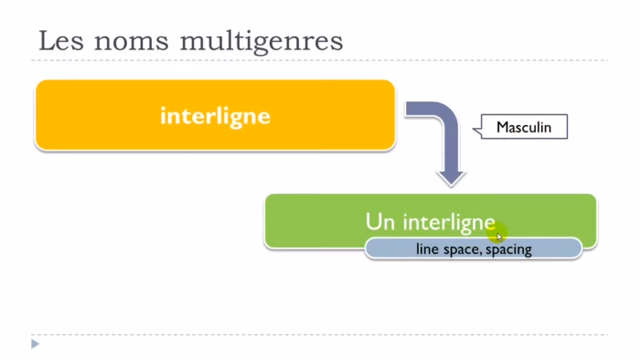 Les noms multigenres
interligne
Masculin
Un interligne
line space, spacing